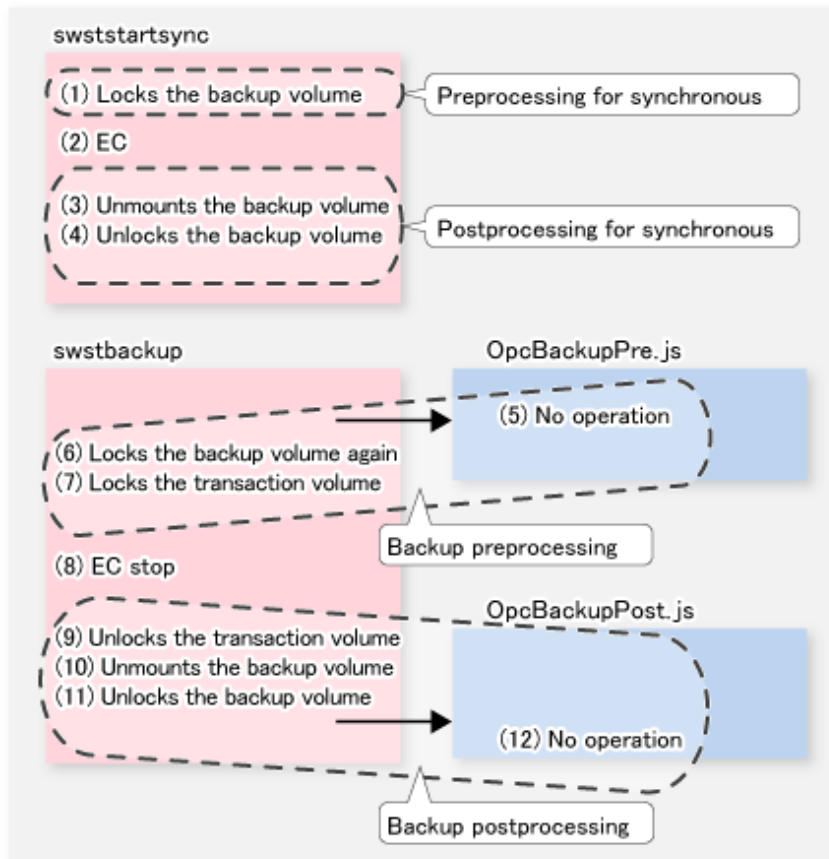 swststartsync
(1) Locks the backup volume
Preprocessing for synchronous
(2) EC
(3) Unmounts the backup volume
(4) Unlocks the backup volume
Postprocessing for synchronous
swstbackup
OpcBackupPre.js
(5) No operation
(6) Locks the backup volume again
(7) Locks the transaction volume
Backup preprocessing
(8) EC stop
OpcBackupPost.js
(9) Unlocks the transaction volume
(10) Unmounts the backup volume
(11) Unlocks the backup volume
(12) No operation
Backup postprocessing